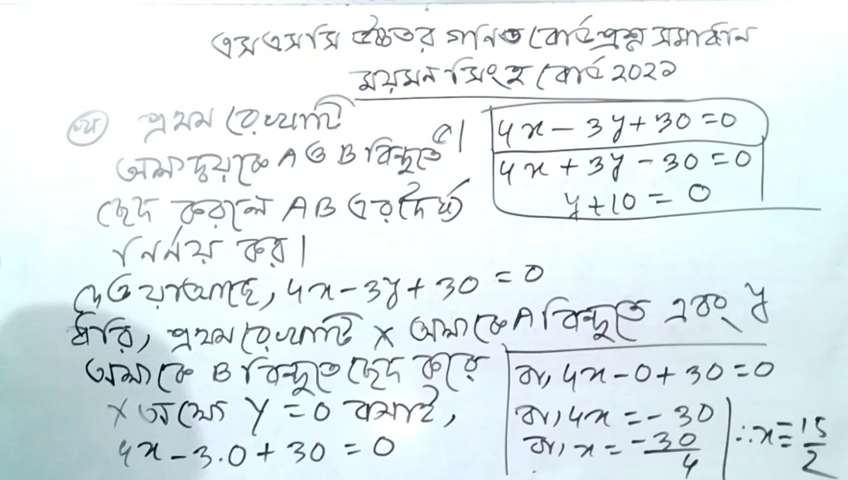 এস এস সি উচ্চতর গণিত বোর্ড প্রশ্ন সমাধান
ময়মনসিংহ বোর্ড ২০২১
প্রথম রেখাটি
অক্ষদ্বয়কে A ও B বিন্দুতে
ছেদ করলে AB এর দৈর্ঘ্য
নির্ণয় কর।
4x - 3y + 30 = 0
4x + 3y - 30 = 0
y + 10 = 0
দেওয়া আছে, 4x - 3y + 30 = 0
ধরি, প্রথম রেখাটি x অক্ষকে A বিন্দুতে এবং y
অক্ষকে B বিন্দুতে ছেদ করে
x অক্ষে y = 0 বসাই,
4x - 3.0 + 30 = 0
বা, 4x - 0 + 30 = 0
বা, 4x = - 30
বা, x = -30/4
∴ x = 15/2